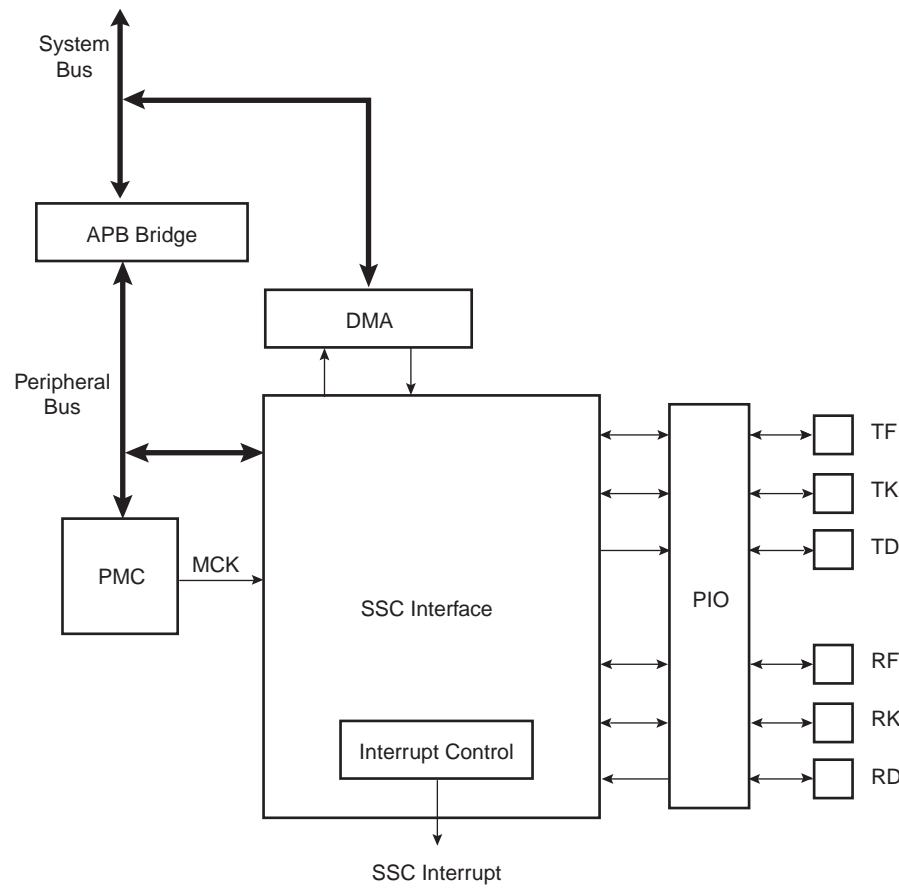 System
Bus
APB Bridge
DMA
Peripheral
Bus
TF
TK
TD
PMC
MCK
SSC Interface
PIO
RF
RK
RD
Interrupt Control
SSC Interrupt